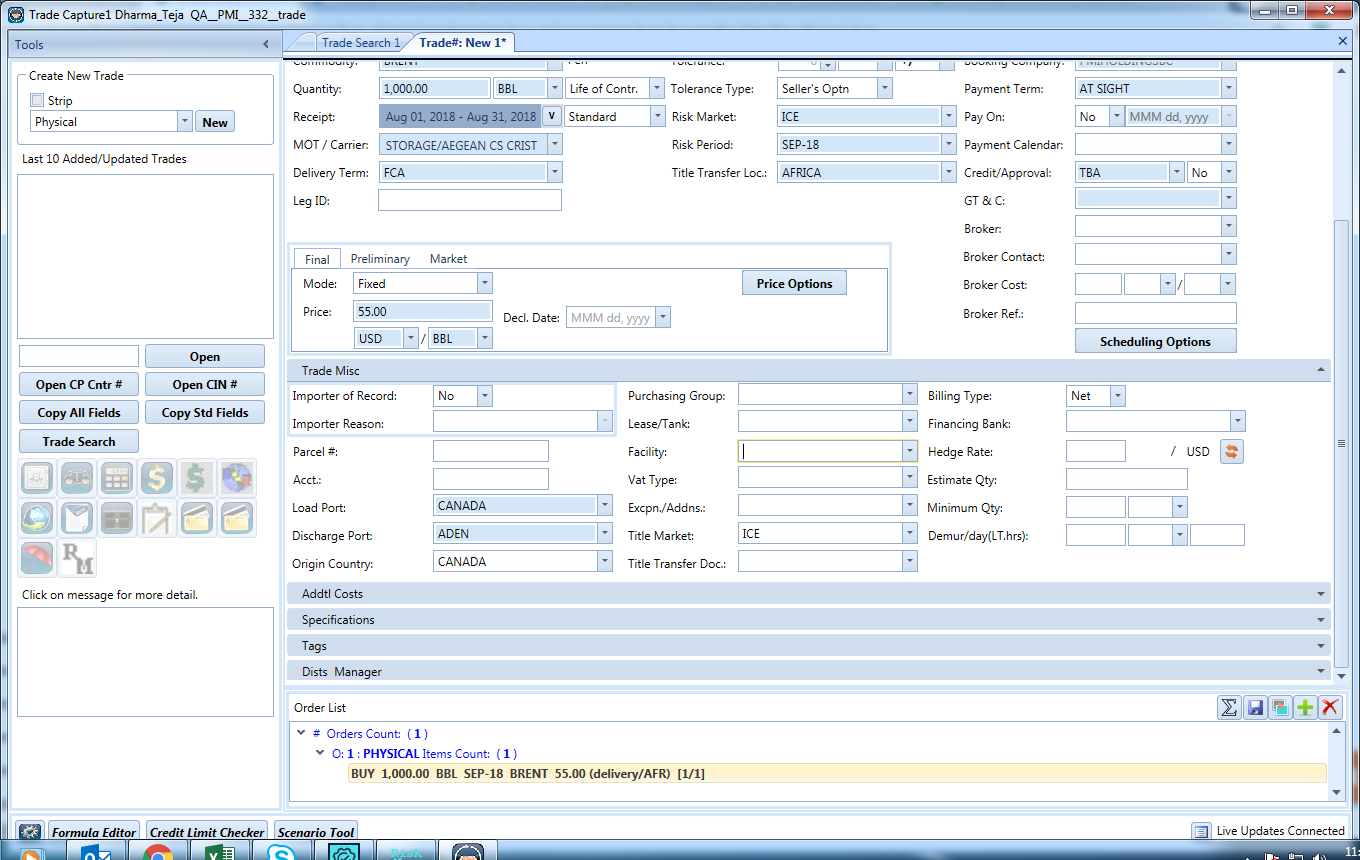 Trade Capture1 Dharma_Teja QA__PMI__332__trade
Tools
Trade Search 1 Trade#: New 1*
Create New Trade
Strip
Physical New
Last 10 Added/Updated Trades
Open
Open CP Cntr # Open CIN #
Copy All Fields Copy Std Fields
Trade Search
RM
Click on message for more detail.
Commodity: BRENT Tolerance: +/- Booking Company: PMIHOLDINGSBC
Quantity: 1,000.00 BBL Life of Contr. Tolerance Type: Seller's Optn Payment Term: AT SIGHT
Receipt: Aug 01, 2018 - Aug 31, 2018 V Standard Risk Market: ICE Pay On: No MMM dd, yyyy
MOT / Carrier: STORAGE/AEGEAN CS CRIST Risk Period: SEP-18 Payment Calendar:
Delivery Term: FCA Title Transfer Loc.: AFRICA Credit/Approval: TBA No
Leg ID: GT & C:
Broker:
Final Preliminary Market Broker Contact:
Mode: Fixed Price Options Broker Cost: /
Price: 55.00 Decl. Date: MMM dd, yyyy Broker Ref.:
USD / BBL Scheduling Options
Trade Misc
Importer of Record: No Purchasing Group: Billing Type: Net
Importer Reason: Lease/Tank: Financing Bank:
Parcel #: Facility: Hedge Rate: / USD
Acct.: Vat Type: Estimate Qty:
Load Port: CANADA Excpn./Addns.: Minimum Qty:
Discharge Port: ADEN Title Market: ICE Demur/day(LT.hrs):
Origin Country: CANADA Title Transfer Doc.:
Addtl Costs
Specifications
Tags
Dists Manager
Order List
# Orders Count: ( 1 )
O: 1 : PHYSICAL Items Count: ( 1 )
BUY 1,000.00 BBL SEP-18 BRENT 55.00 (delivery/AFR) [1/1]
Formula Editor Credit Limit Checker Scenario Tool Live Updates Connected